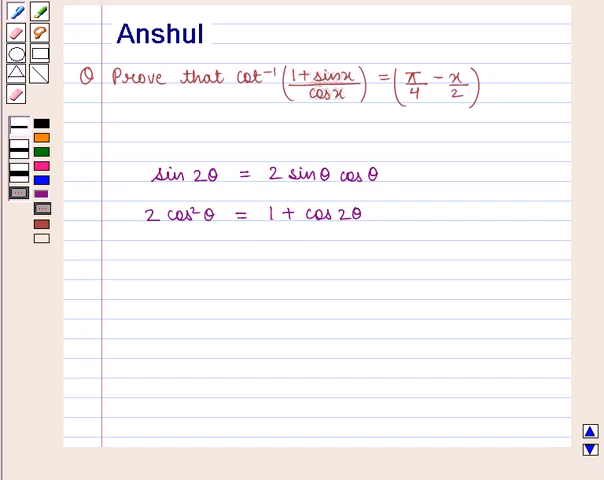 Anshul
Q Prove that cot⁻¹(1+sinx/cosx) = (π/4 − x/2)
sin 2θ = 2 sinθ cosθ
2 cos²θ = 1 + cos 2θ